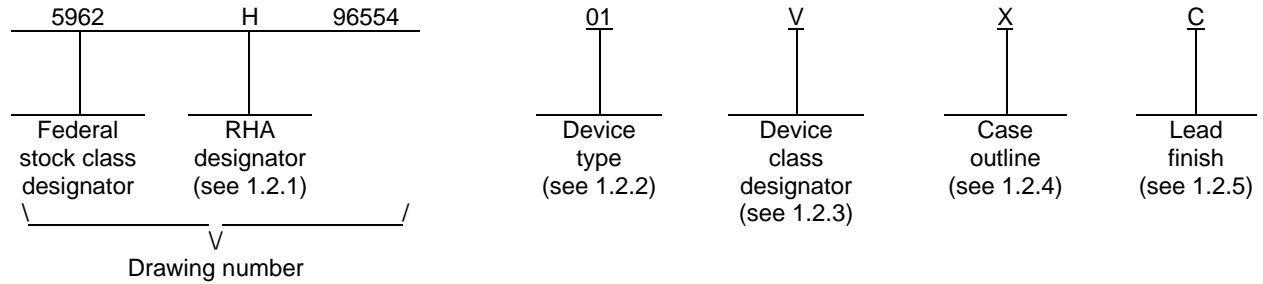 5962 H 96554 01 V X C
Federal stock class designator
RHA designator (see 1.2.1)
Device type (see 1.2.2)
Device class designator (see 1.2.3)
Case outline (see 1.2.4)
Lead finish (see 1.2.5)
\ /
\/
Drawing number